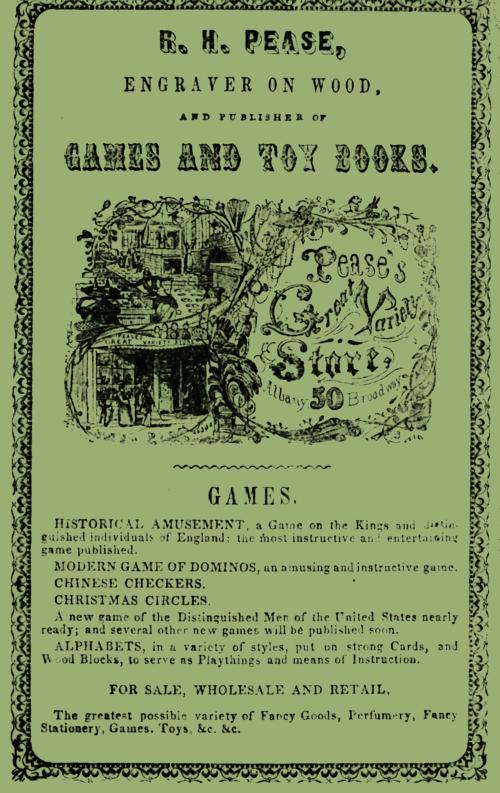 R. H. PEASE,
ENGRAVER ON WOOD,
AND PUBLISHER OF
GAMES AND TOY BOOKS.
Pease's
Great Variety
Store,
Albany 50 Broadway
GAMES.
HISTORICAL AMUSEMENT, a Game on the Kings and distin-
guished individuals of England; the most instructive and entertaining
game published.
MODERN GAME OF DOMINOS, an amusing and instructive game.
CHINESE CHECKERS.
CHRISTMAS CIRCLES.
A new game of the Distinguished Men of the United States nearly
ready; and several other new games will be published soon.
ALPHABETS, in a variety of styles, put on strong Cards, and
Wood Blocks, to serve as Playthings and means of Instruction.
FOR SALE, WHOLESALE AND RETAIL,
The greatest possible variety of Fancy Goods, Perfumery, Fancy
Stationery, Games. Toys, &c. &c.